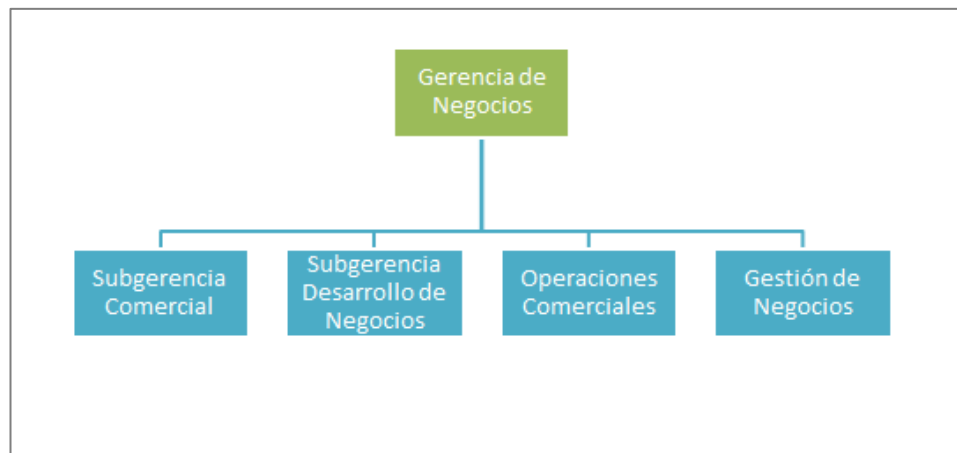 Gerencia de
Negocios
Subgerencia
Comercial
Subgerencia
Desarrollo de
Negocios
Operaciones
Comerciales
Gestión de
Negocios